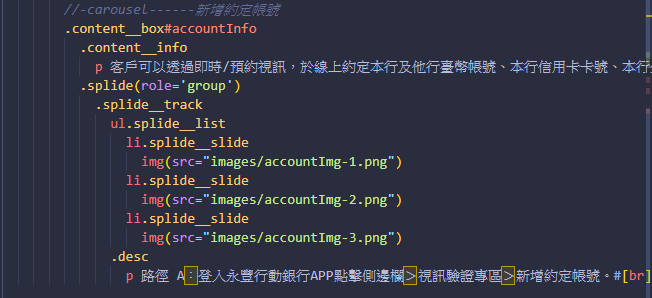 //-carousel------新增約定帳號
.content__box#accountInfo
.content__info
p 客戶可以透過即時/預約視訊，於線上約定本行及他行臺幣帳號、本行信用卡卡號、本行
.splide(role='group')
.splide__track
ul.splide__list
li.splide__slide
img(src="images/accountImg-1.png")
li.splide__slide
img(src="images/accountImg-2.png")
li.splide__slide
img(src="images/accountImg-3.png")
.desc
p 路徑 A：登入永豐行動銀行APP點擊側邊欄＞視訊驗證專區＞新增約定帳號。#[br]